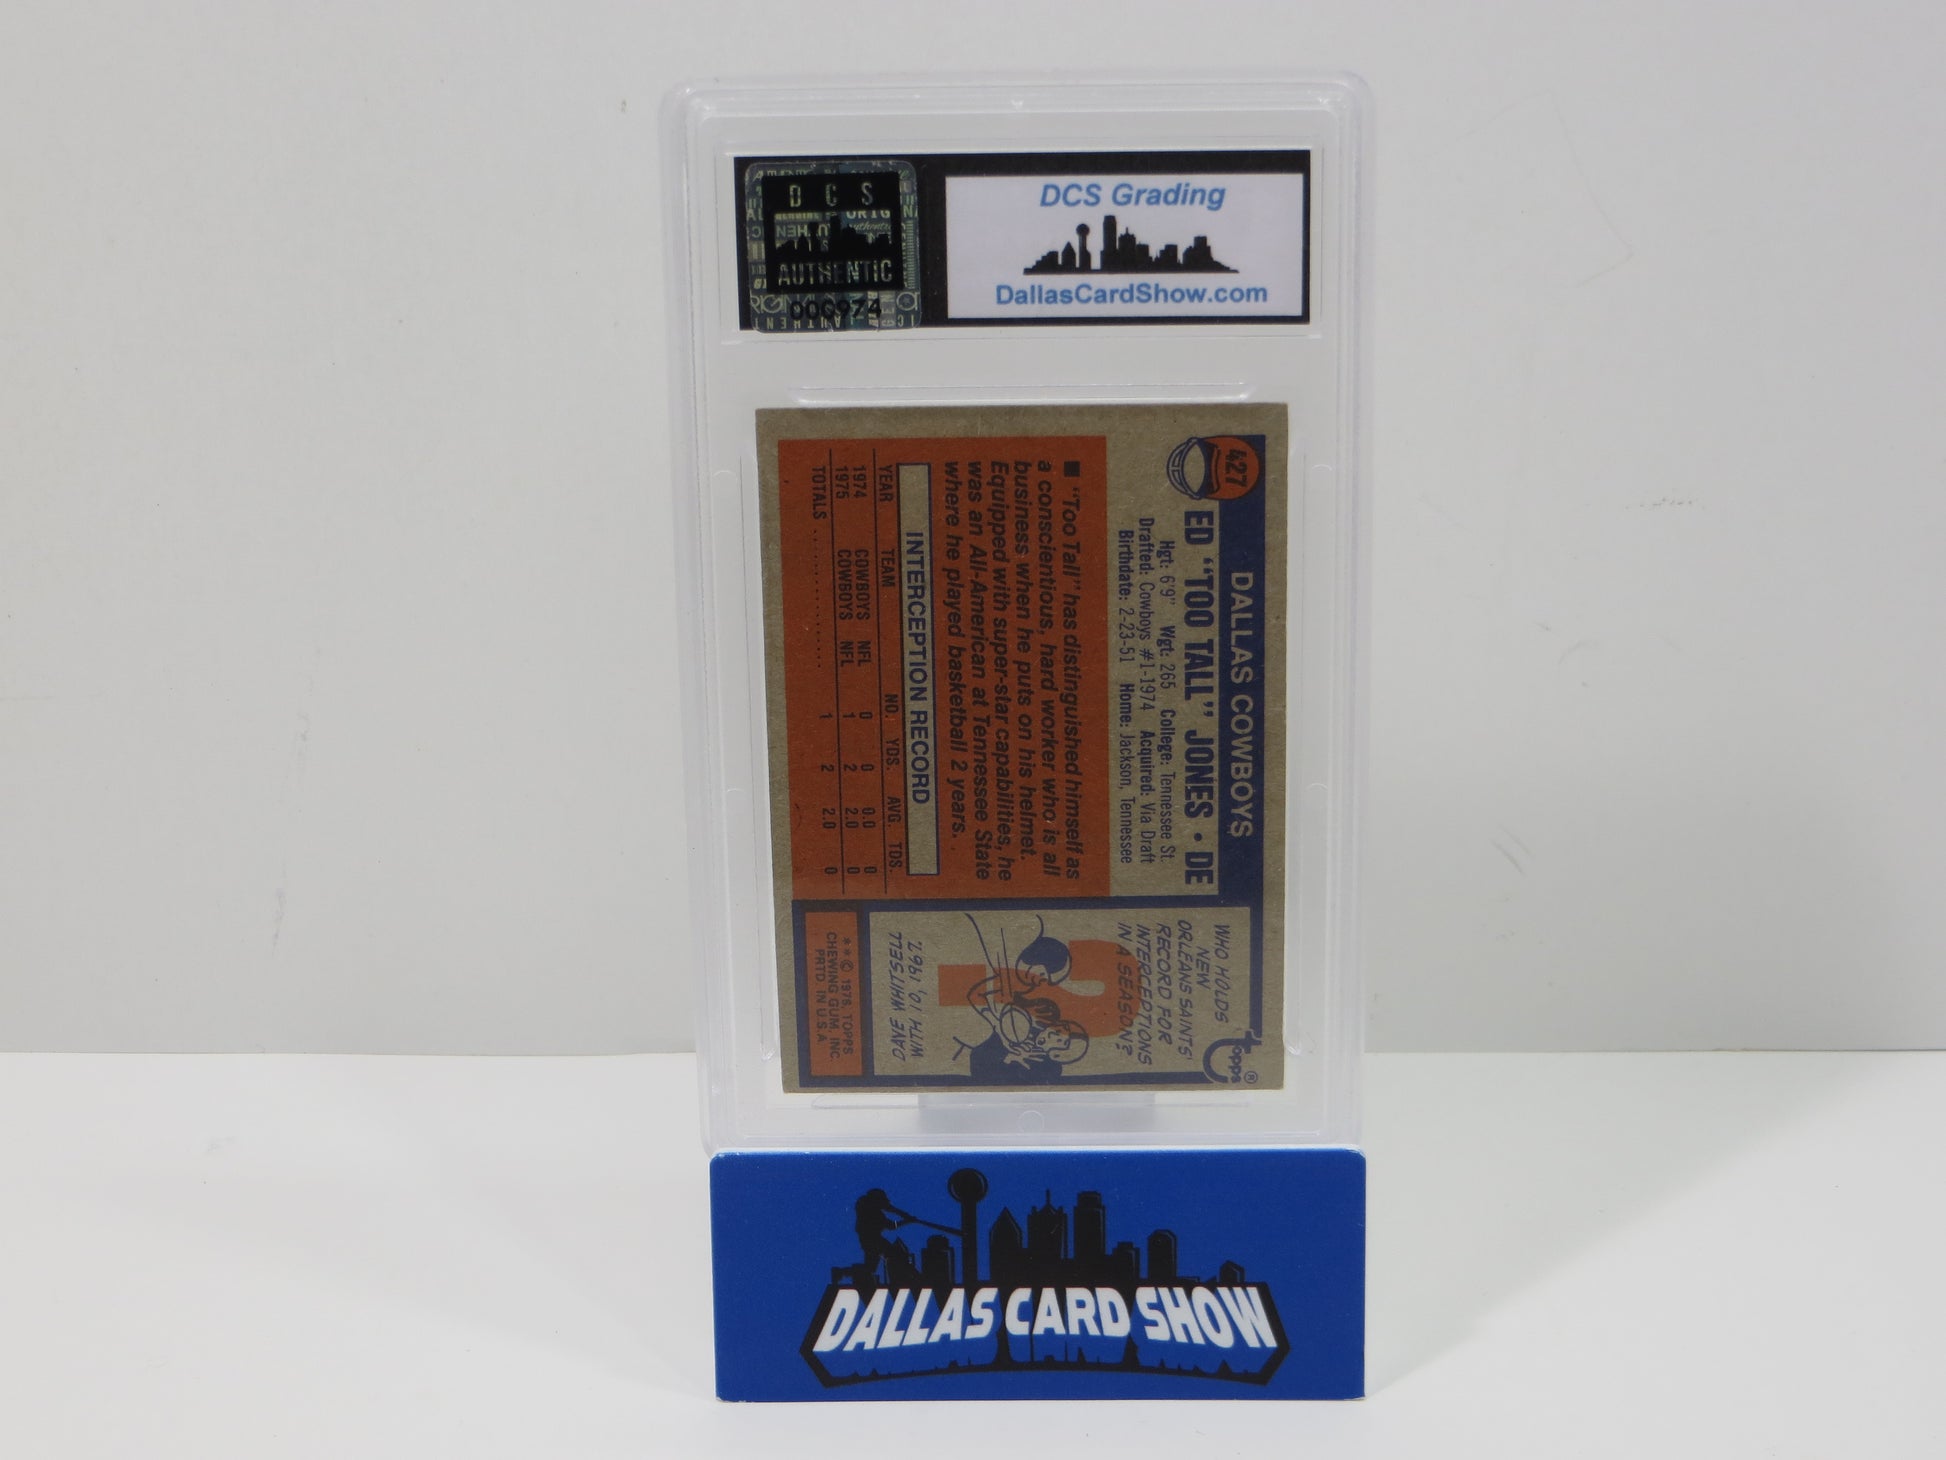 DCS
AUTHENTIC
000974
DCS Grading
DallasCardShow.com
427
DALLAS COWBOYS
ED "TOO TALL" JONES • DE
Hgt: 6'9" Wgt: 265 College: Tennessee St.
Drafted: Cowboys #1-1974 Acquired: Via Draft
Birthdate: 2-23-51 Home: Jackson, Tennessee
■ "Too Tall" has distinguished himself as
a conscientious, hard worker who is all
business when he puts on his helmet.
Equipped with super-star capabilities, he
was an All-American at Tennessee State
where he played basketball 2 years.
INTERCEPTION RECORD
YEAR TEAM NO. YDS. AVG. TDS.
1974 COWBOYS NFL 0 0 0.0 0
1975 COWBOYS NFL 1 2 2.0 0
TOTALS .............. 1 2 2.0 0
topps®
WHO HOLDS
NEW
ORLEANS SAINTS'
RECORD FOR
INTERCEPTIONS
IN A SEASON?
DAVE WHITSELL
WITH 10, 1967
** © 1976, TOPPS
CHEWING GUM, INC.
PRTD. IN U.S.A.
DALLAS CARD SHOW